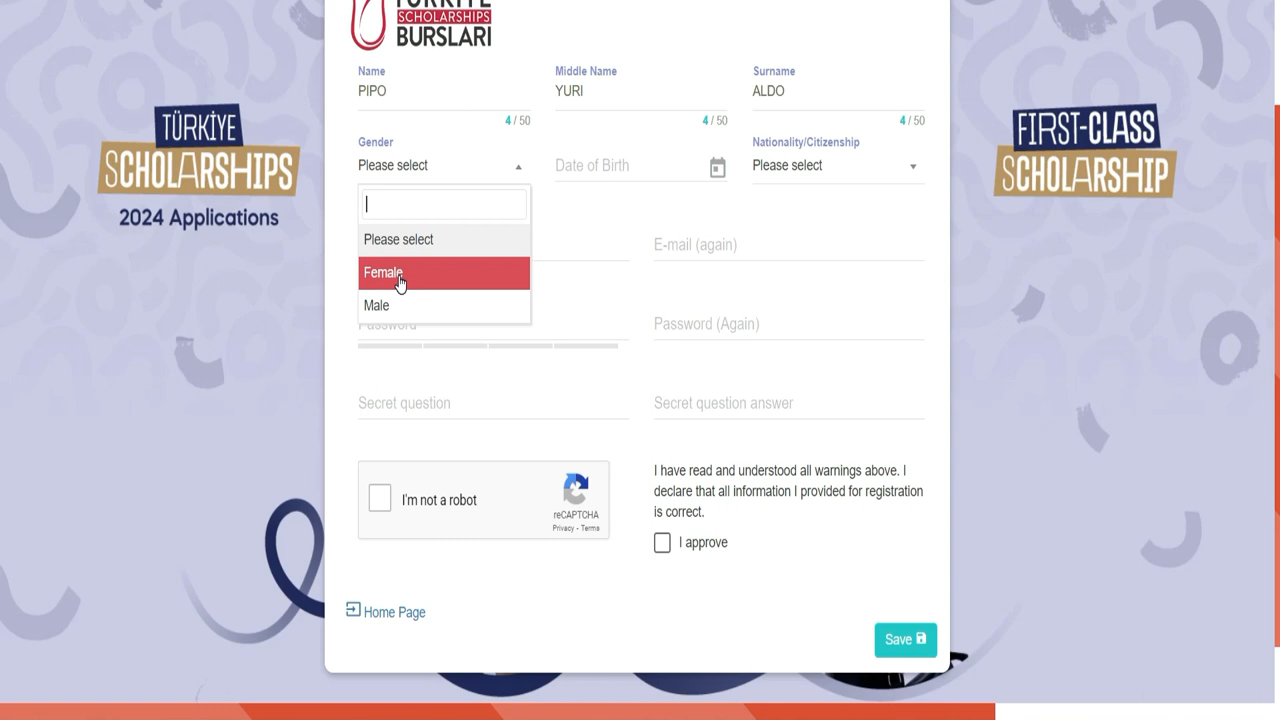 TÜRKİYE
SCHOLARSHIPS
BURSLARI
Name
Middle Name
Surname
PIPO
YURI
ALDO
4 / 50
4 / 50
4 / 50
Gender
Nationality/Citizenship
Please select
Date of Birth
Please select
Please select
Female
Male
E-mail (again)
Password
Password (Again)
Secret question
Secret question answer
I'm not a robot
reCAPTCHA
Privacy - Terms
I have read and understood all warnings above. I
declare that all information I provided for registration
is correct.
I approve
Home Page
Save
TÜRKİYE
SCHOLARSHIPS
2024 Applications
FIRST-CLASS
SCHOLARSHIP